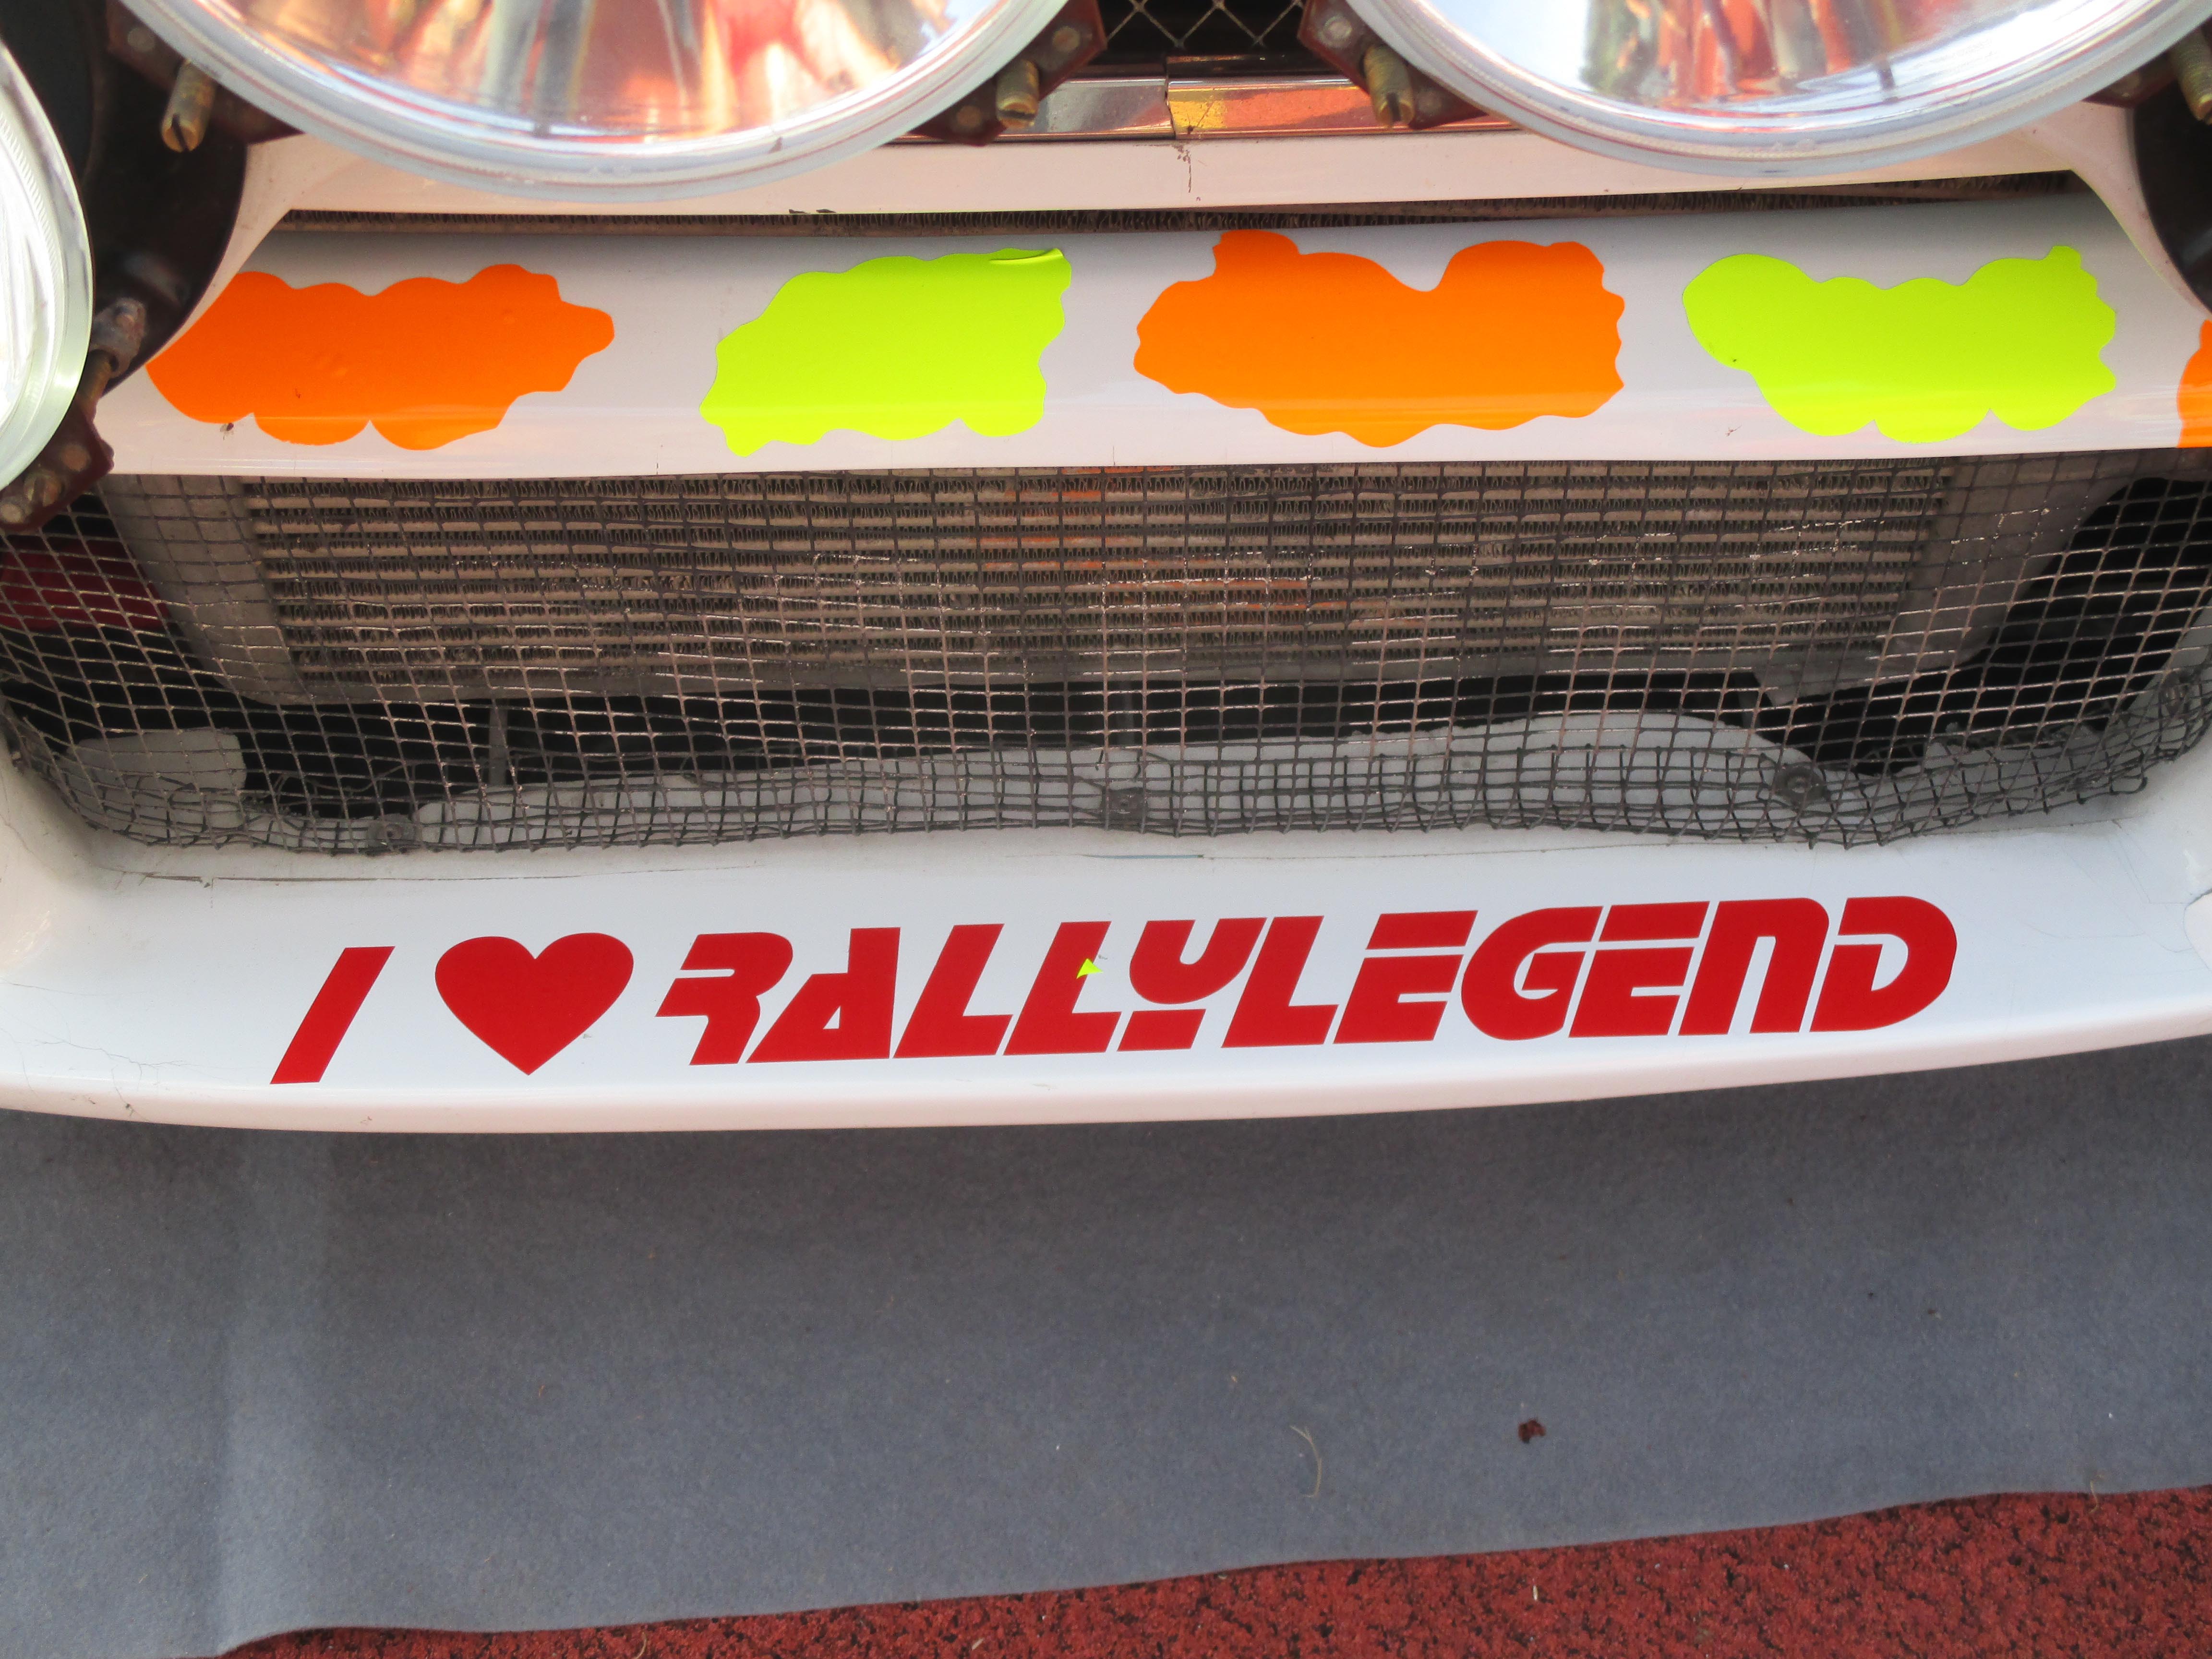 I ❤ RALLYLEGEND